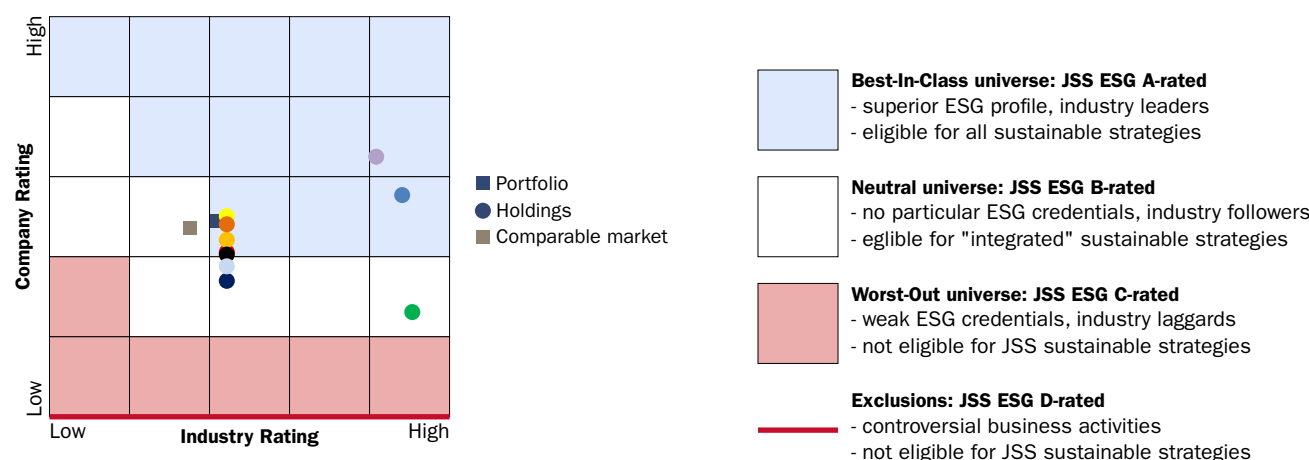 High
Company Rating
Low
Low
Industry Rating
High
Portfolio
Holdings
Comparable market
Best-In-Class universe: JSS ESG A-rated
- superior ESG profile, industry leaders
- eligible for all sustainable strategies
Neutral universe: JSS ESG B-rated
- no particular ESG credentials, industry followers
- eglible for "integrated" sustainable strategies
Worst-Out universe: JSS ESG C-rated
- weak ESG credentials, industry laggards
- not eligible for JSS sustainable strategies
Exclusions: JSS ESG D-rated
- controversial business activities
- not eligible for JSS sustainable strategies